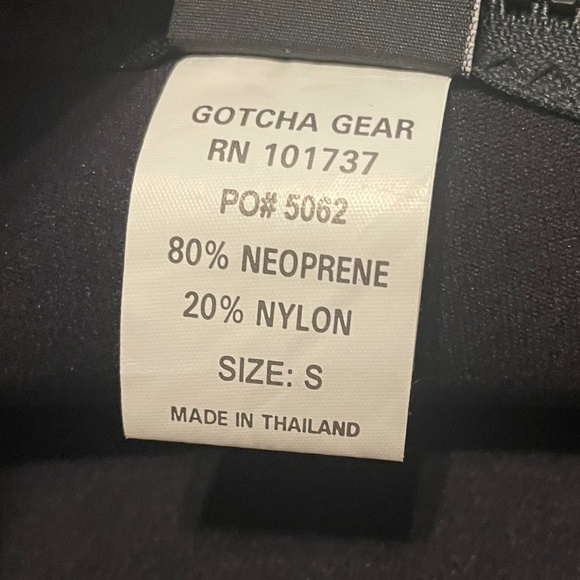 GOTCHA GEAR
RN 101737
PO# 5062
80% NEOPRENE
20% NYLON
SIZE: S
MADE IN THAILAND